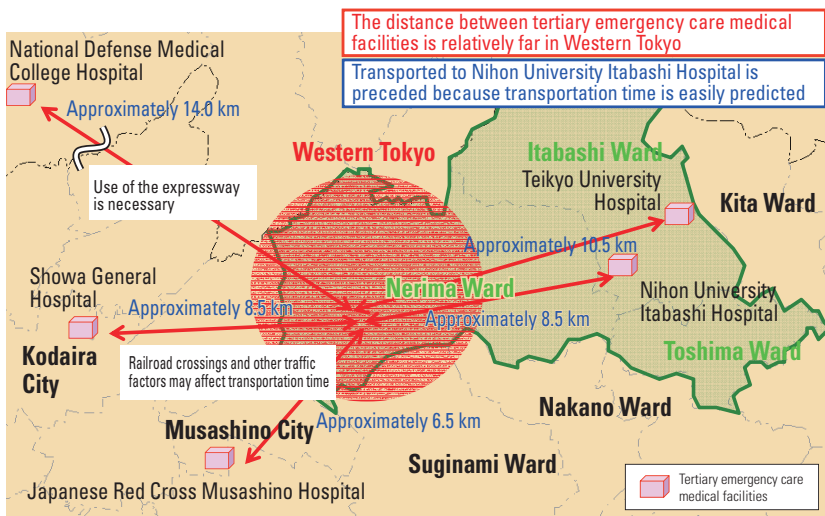 The distance between tertiary emergency care medical
facilities is relatively far in Western Tokyo
Transported to Nihon University Itabashi Hospital is
preceded because transportation time is easily predicted
National Defense Medical
College Hospital
Approximately 14.0 km
Use of the expressway
is necessary
Western Tokyo
Itabashi Ward
Teikyo University
Hospital
Kita Ward
Approximately 10.5 km
Showa General
Hospital
Approximately 8.5 km
Nerima Ward
Approximately 8.5 km
Nihon University
Itabashi Hospital
Kodaira
City
Railroad crossings and other traffic
factors may affect transportation time
Toshima Ward
Approximately 6.5 km
Nakano Ward
Musashino City
Suginami Ward
Japanese Red Cross Musashino Hospital
Tertiary emergency care
medical facilities